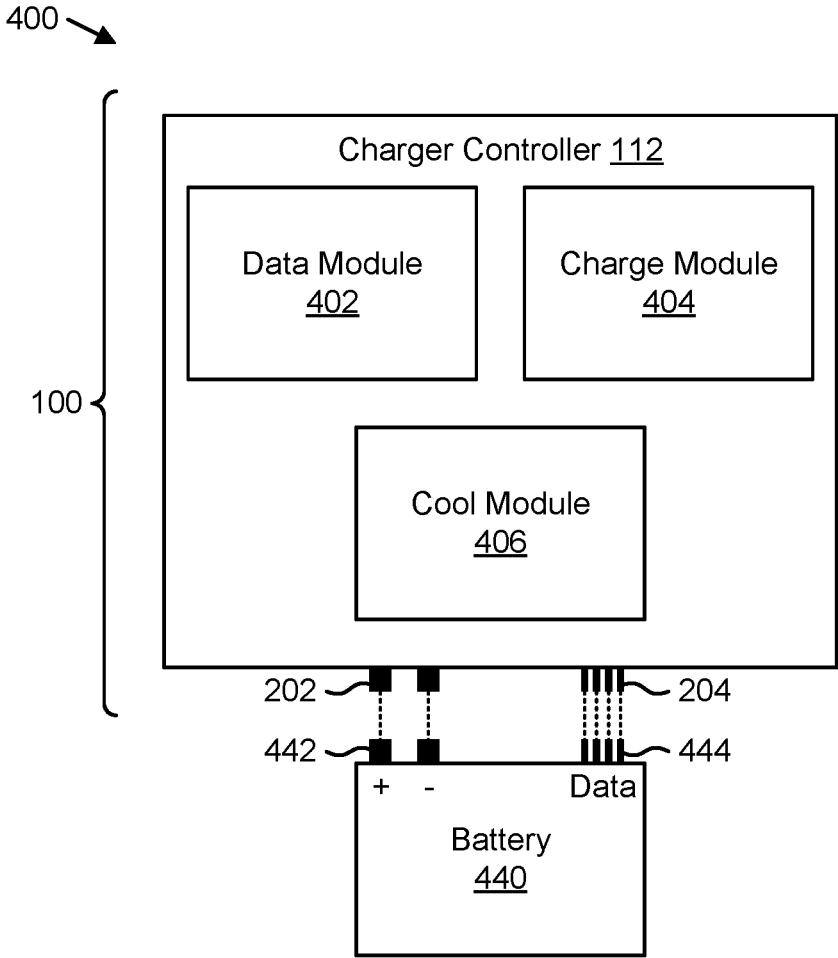 400
Charger Controller 112
Data Module
402
Charge Module
404
100
Cool Module
406
202
204
442
444
+ - Data
Battery
440